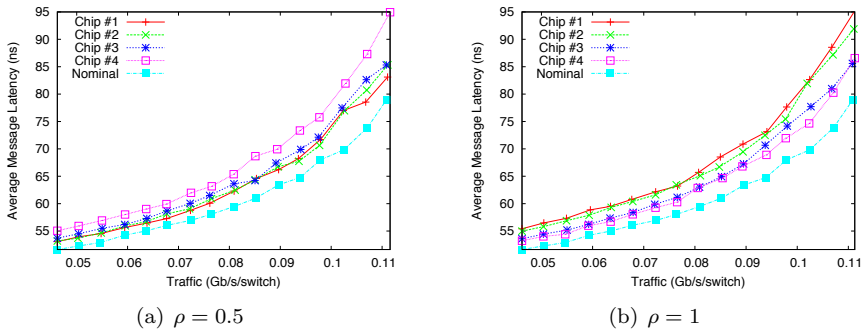 95
90
85
80
75
70
65
60
55
Average Message Latency (ns)
Chip #1
Chip #2
Chip #3
Chip #4
Nominal
0.05 0.06 0.07 0.08 0.09 0.1 0.11
Traffic (Gb/s/switch)
(a) ρ = 0.5
95
90
85
80
75
70
65
60
55
Average Message Latency (ns)
Chip #1
Chip #2
Chip #3
Chip #4
Nominal
0.05 0.06 0.07 0.08 0.09 0.1 0.11
Traffic (Gb/s/switch)
(b) ρ = 1